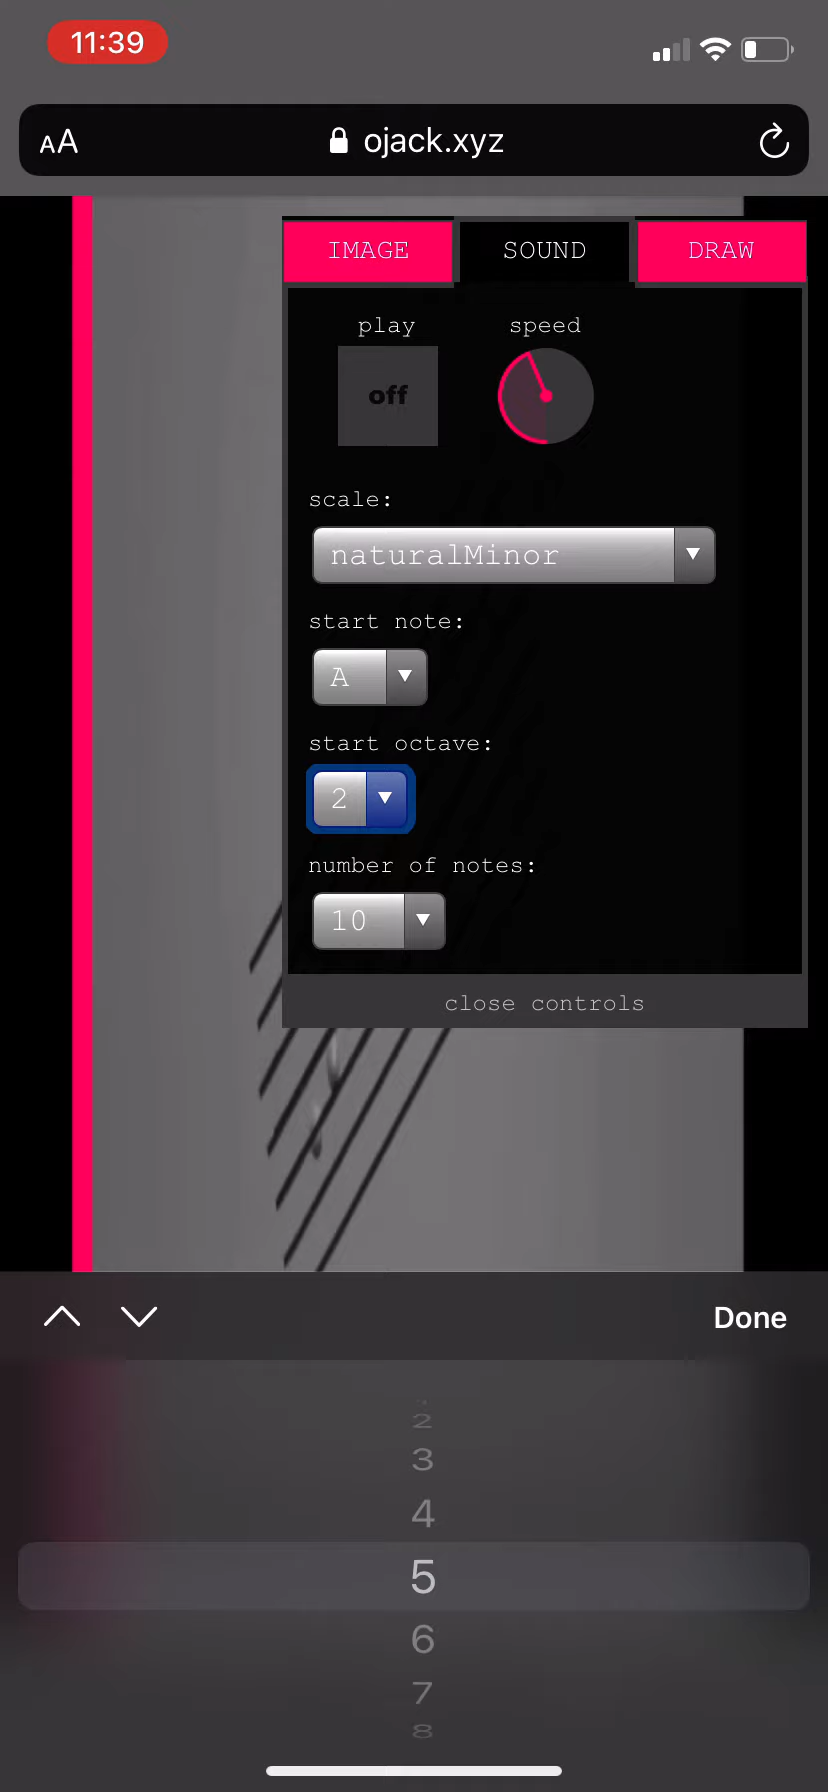 11:39
AA ojack.xyz
IMAGE SOUND DRAW
play speed
off
scale:
naturalMinor
start note:
A
start octave:
2
number of notes:
10
close controls
Done
2
3
4
5
6
7
8